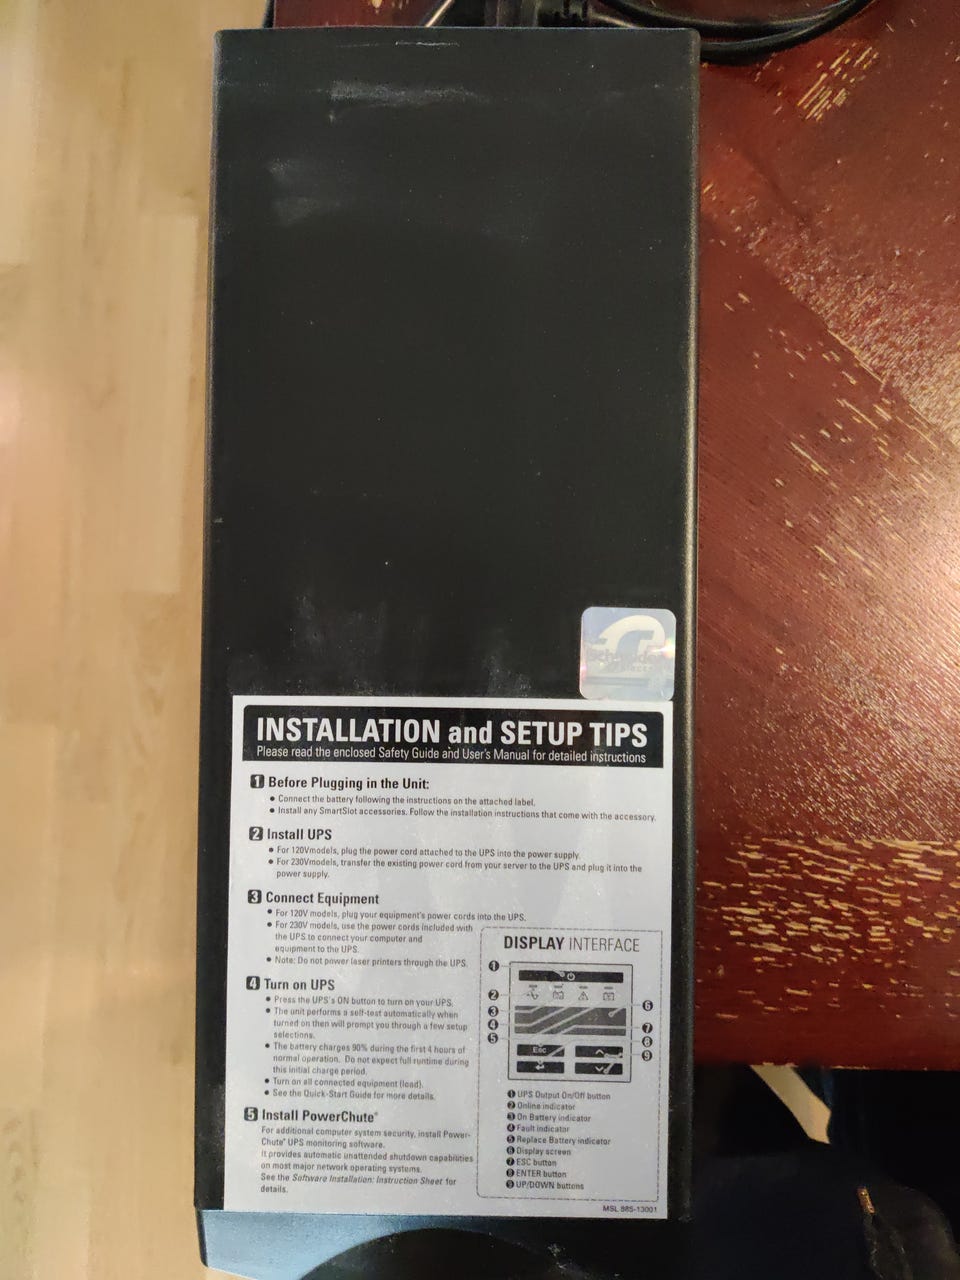 Schneider
Electric
INSTALLATION and SETUP TIPS
Please read the enclosed Safety Guide and User's Manual for detailed instructions
1 Before Plugging in the Unit:
● Connect the battery following the instructions on the attached label.
● Install any SmartSlot accessories. Follow the installation instructions that come with the accessory.
2 Install UPS
● For 120Vmodels, plug the power cord attached to the UPS into the power supply.
● For 230Vmodels, transfer the existing power cord from your server to the UPS and plug it into the
power supply.
3 Connect Equipment
● For 120V models, plug your equipment's power cords into the UPS.
● For 230V models, use the power cords included with
the UPS to connect your computer and
equipment to the UPS.
● Note: Do not power laser printers through the UPS.
4 Turn on UPS
● Press the UPS's ON button to turn on your UPS.
● The unit performs a self-test automatically when
turned on then will prompt you through a few setup
selections.
● The battery charges 90% during the first 4 hours of
normal operation. Do not expect full runtime during
this initial charge period.
● Turn on all connected equipment (load).
● See the Quick-Start Guide for more details.
5 Install PowerChute®
For additional computer system security, install Power-
Chute® UPS monitoring software.
It provides automatic unattended shutdown capabilities
on most major network operating systems.
See the Software Installation: Instruction Sheet for
details.
DISPLAY INTERFACE
1
2
3
4
5
6
7
8
9
Esc
1 UPS Output On/Off button
2 Online indicator
3 On Battery indicator
4 Fault indicator
5 Replace Battery indicator
6 Display screen
7 ESC button
8 ENTER button
9 UP/DOWN buttons
MSL 885-13001